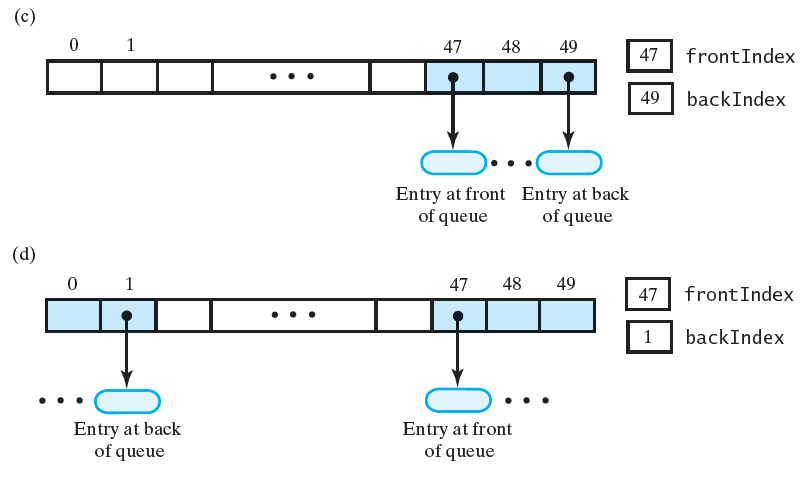 (c)
0 1 47 48 49
47 frontIndex
49 backIndex
• • •
• • •
Entry at front Entry at back
of queue of queue
(d)
0 1 47 48 49
47 frontIndex
1 backIndex
• • •
• • • • • •
Entry at back Entry at front
of queue of queue